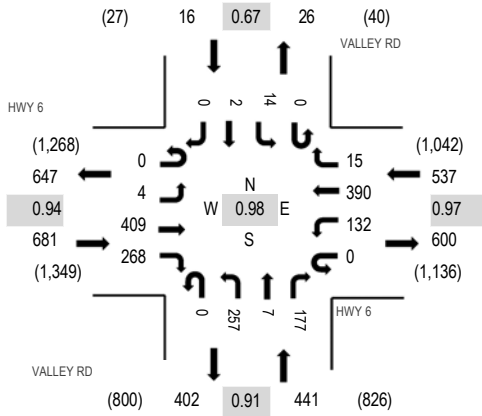 (27) 16 0.67 26 (40)
VALLEY RD
HWY 6
0 2 14 0
(1,268) 0 15 (1,042)
647 4 N 390 537
0.94 W 0.98 E 0.97
681 409 S 132 600
(1,349) 268 0 (1,136)
0 257 7 177
HWY 6
VALLEY RD
(800) 402 0.91 441 (826)